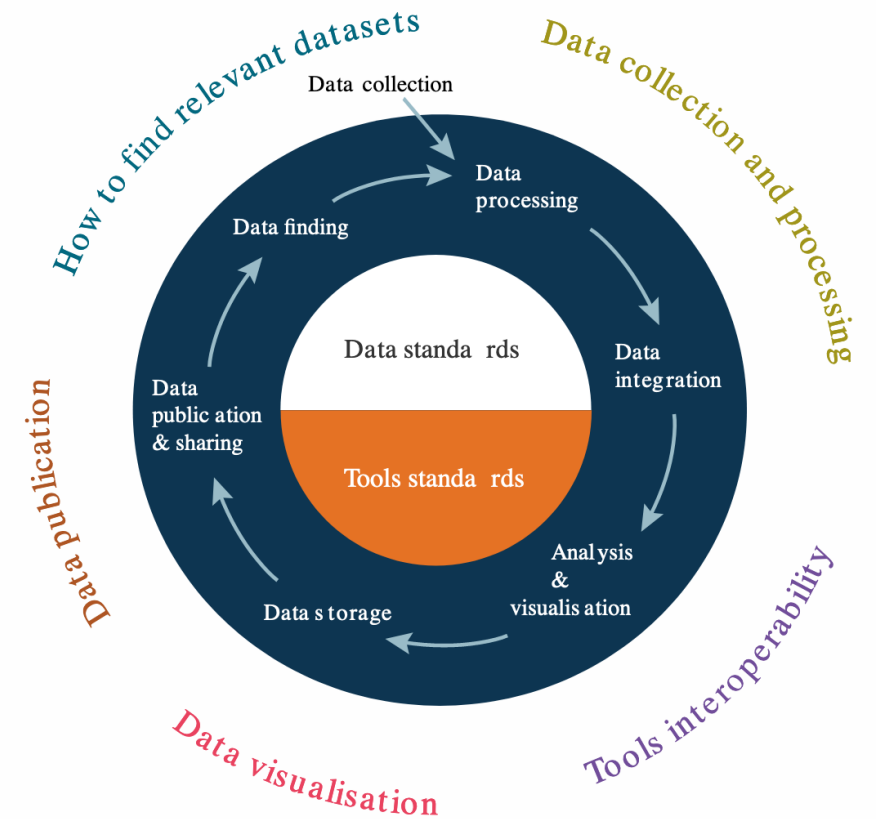 How to find relevant datasets
Data collection and processing
Data collection
Data
processing
Data finding
Data
integration
Data standa rds
Data
public ation
& sharing
Tools standa rds
Analysis
&
visualis ation
Data s torage
Data publication
Tools interoperability
Data visualisation